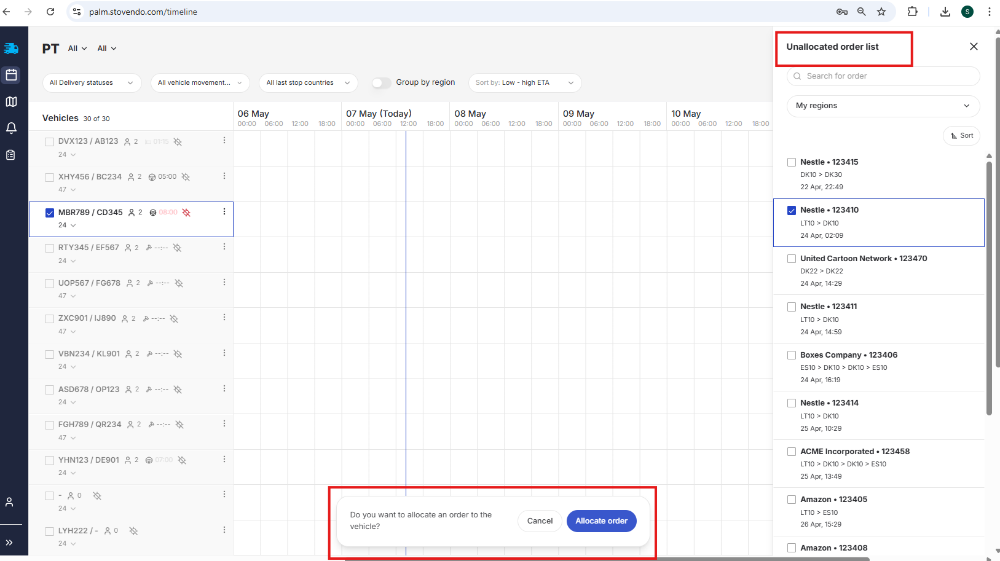 palm.stovendo.com/timeline
S
PT All All
All Delivery statuses All vehicle movement... All last stop countries Group by region Sort by: Low - high ETA
Vehicles 30 of 30
06 May 07 May (Today) 08 May 09 May 10 May
00:00 06:00 12:00 18:00 00:00 06:00 12:00 18:00 00:00 06:00 12:00 18:00 00:00 06:00 12:00 18:00 00:00 06:00 12:00 18:00
DVX123 / AB123 2 01:15
24
XHY456 / BC234 2 05:00
47
MBR789 / CD345 2 08:00
24
RTY345 / EF567 2 --:--
24
UOP567 / FG678 2 --:--
47
ZXC901 / IJ890 2 --:--
47
VBN234 / KL901 2 --:--
24
ASD678 / OP123 2 --:--
24
FGH789 / QR234 2 --:--
47
YHN123 / DE901 2 07:00
24
- 0
24
LYH222 / - 0
24
Do you want to allocate an order to the
vehicle?
Cancel
Allocate order
Unallocated order list
Search for order
My regions
Sort
Nestle • 123415
DK10 > DK30
22 Apr, 22:49
Nestle • 123410
LT10 > DK10
24 Apr, 02:09
United Cartoon Network • 123470
DK22 > DK22
24 Apr, 14:29
Nestle • 123411
LT10 > DK10
24 Apr, 14:59
Boxes Company • 123406
ES10 > DK10 > DK10 > ES10
24 Apr, 16:19
Nestle • 123414
LT10 > DK10
25 Apr, 10:29
ACME Incorporated • 123458
LT10 > DK10 > DK10 > ES10
25 Apr, 13:49
Amazon • 123405
LT10 > ES10
26 Apr, 15:29
Amazon • 123408